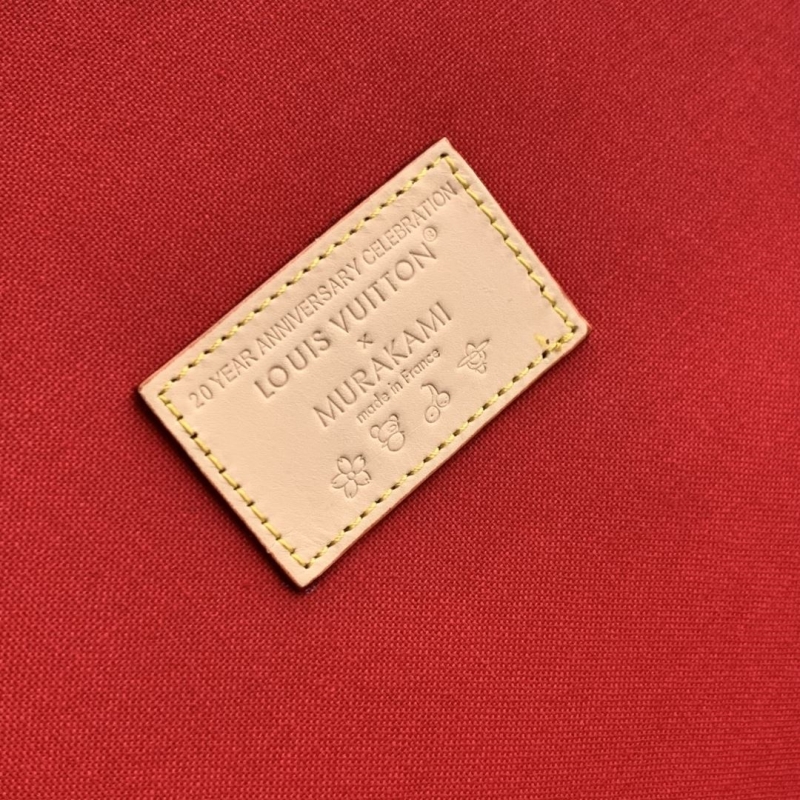 20 YEAR ANNIVERSARY CELEBRATION
LOUIS VUITTON®
×
MURAKAMI
made in France